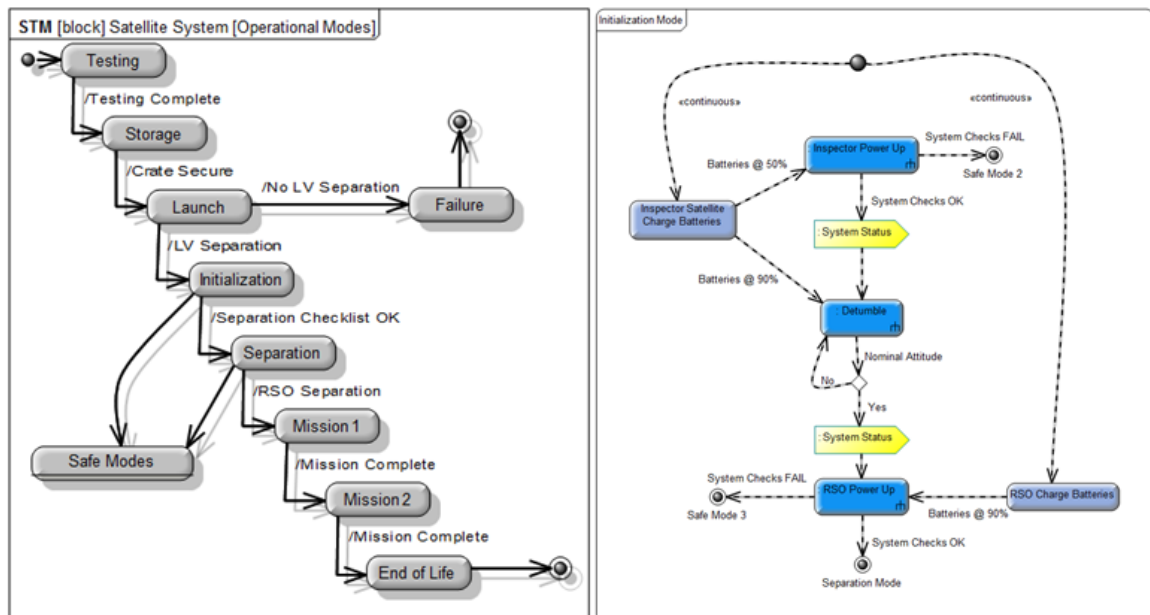 STM [block] Satellite System [Operational Modes]
Testing
/Testing Complete
Storage
/Crate Secure
Launch
/No LV Separation
Failure
/LV Separation
Initialization
/Separation Checklist OK
Separation
/RSO Separation
Safe Modes
Mission 1
/Mission Complete
Mission 2
/Mission Complete
End of Life
Initialization Mode
«continuous»
«continuous»
: Inspector Power Up
rh
System Checks FAIL
Safe Mode 2
Batteries @ 50%
Inspector Satellite
Charge Batteries
System Checks OK
: System Status
Batteries @ 90%
: Detumble
rh
Nominal Attitude
No
Yes
: System Status
System Checks FAIL
Safe Mode 3
: RSO Power Up
rh
RSO Charge Batteries
Batteries @ 90%
System Checks OK
Separation Mode